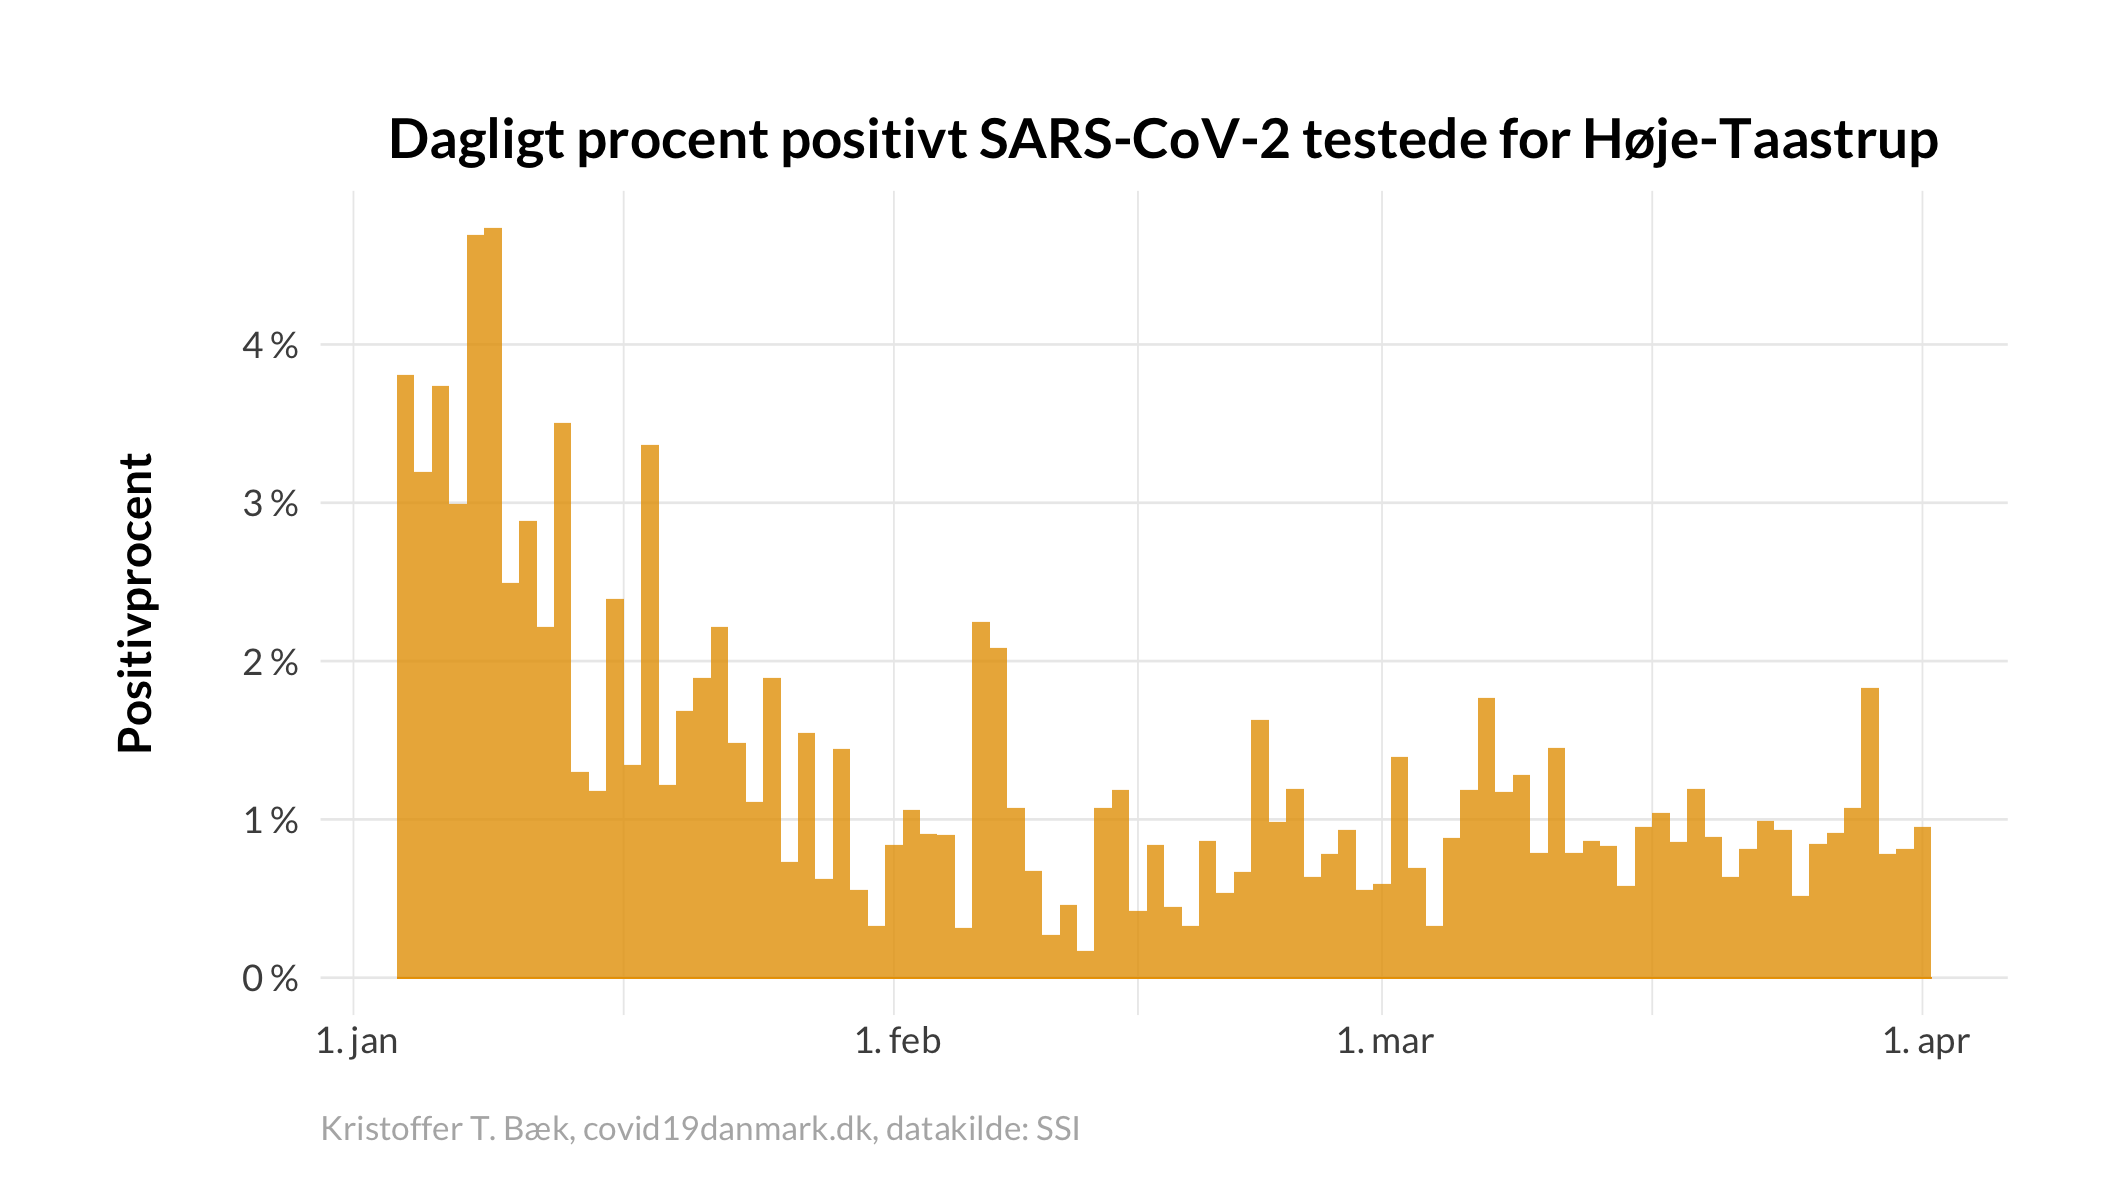 Dagligt procent positivt SARS-CoV-2 testede for Høje-Taastrup
Positivprocent
4 %
3 %
2 %
1 %
0 %
1. jan
1. feb
1. mar
1. apr
Kristoffer T. Bæk, covid19danmark.dk, datakilde: SSI